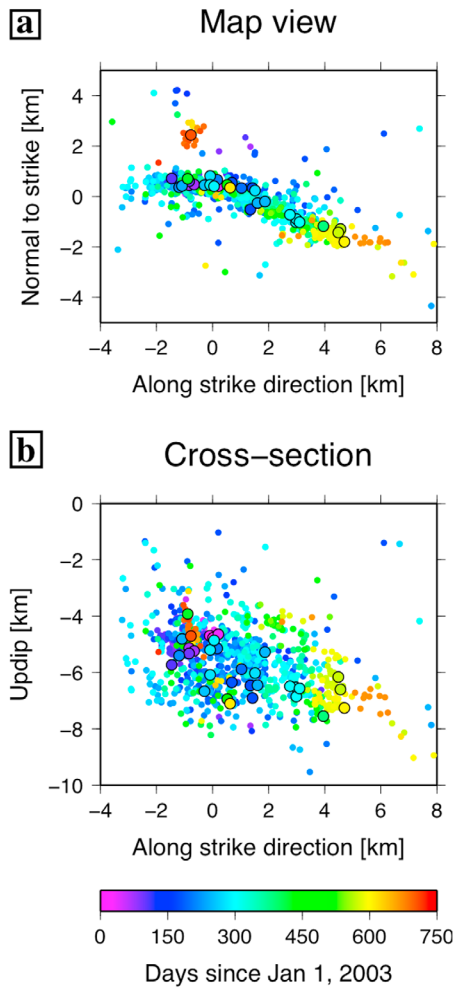 a
Map view
4
2
0
−2
−4
Normal to strike [km]
−4 −2 0 2 4 6 8
Along strike direction [km]
b
Cross−section
0
−2
−4
−6
−8
−10
Updip [km]
−4 −2 0 2 4 6 8
Along strike direction [km]
0 150 300 450 600 750
Days since Jan 1, 2003